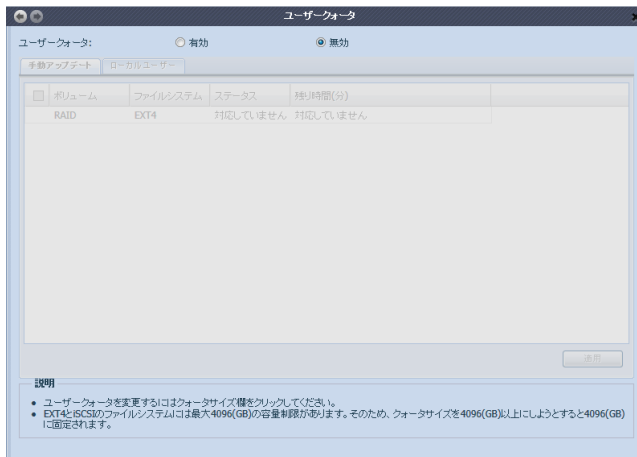 ユーザークォータ
ユーザークォータ: 有効 無効
手動アップデート ローカルユーザー
ボリューム ファイルシステム ステータス 残り時間(分)
RAID EXT4 対応していません 対応していません
適用
説明
ユーザークォータを変更するにはクォータサイズ欄をクリックしてください。
EXT4とiSCSIのファイルシステムには最大4096(GB)の容量制限があります。そのため、クォータサイズを4096(GB)以上にしようとすると4096(GB)
に固定されます。